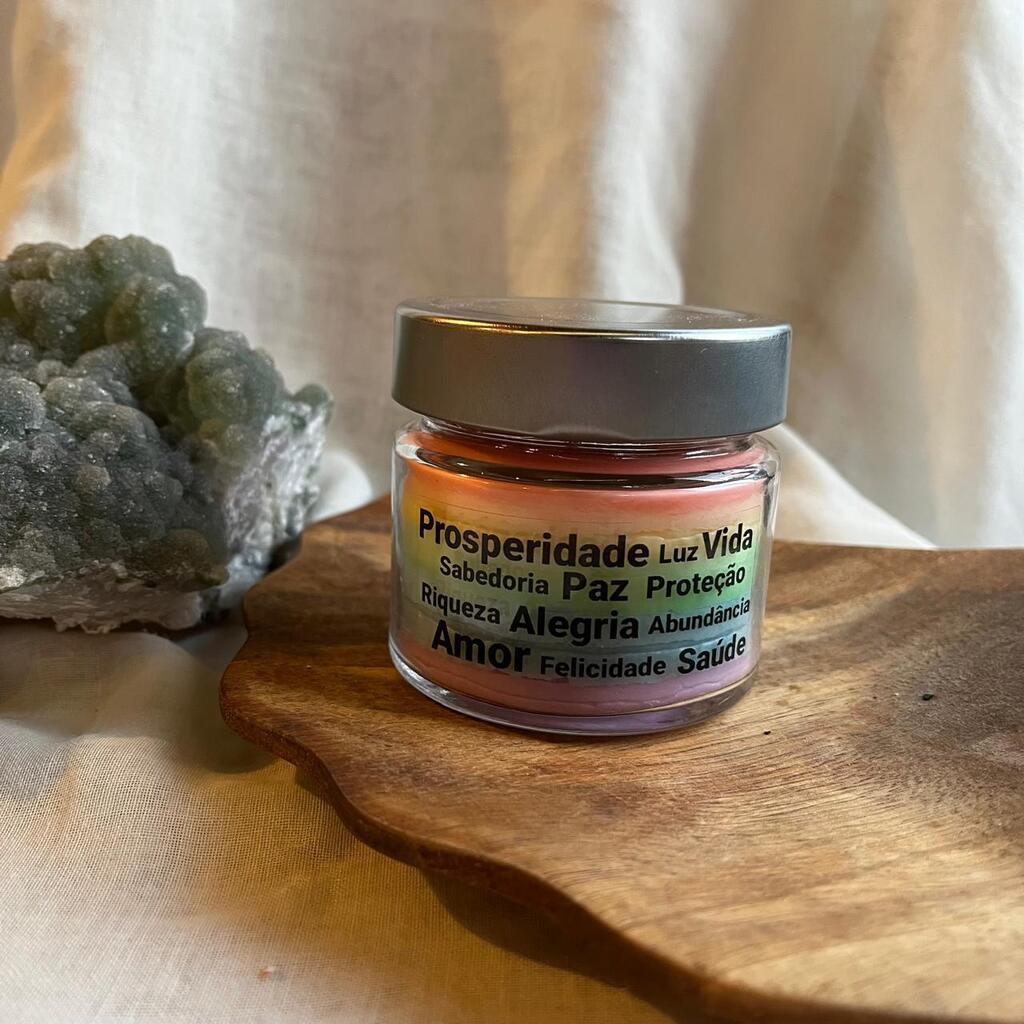 Prosperidade Luz Vida
Sabedoria Paz Proteção
Riqueza Alegria Abundância
Amor Felicidade Saúde